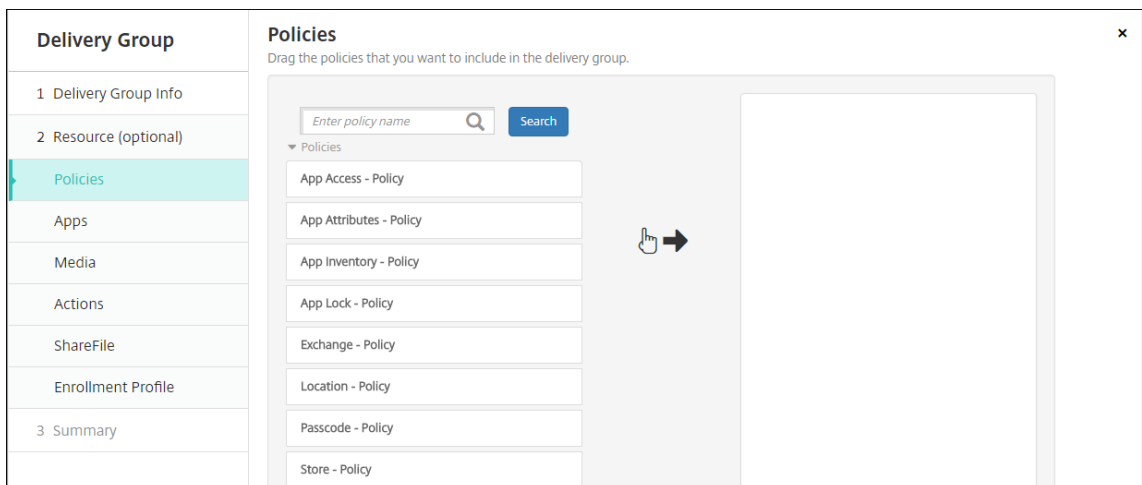 Delivery Group
1 Delivery Group Info
2 Resource (optional)
Policies
Apps
Media
Actions
ShareFile
Enrollment Profile
3 Summary
Policies
×
Drag the policies that you want to include in the delivery group.
Enter policy name
Search
Policies
App Access - Policy
App Attributes - Policy
App Inventory - Policy
App Lock - Policy
Exchange - Policy
Location - Policy
Passcode - Policy
Store - Policy